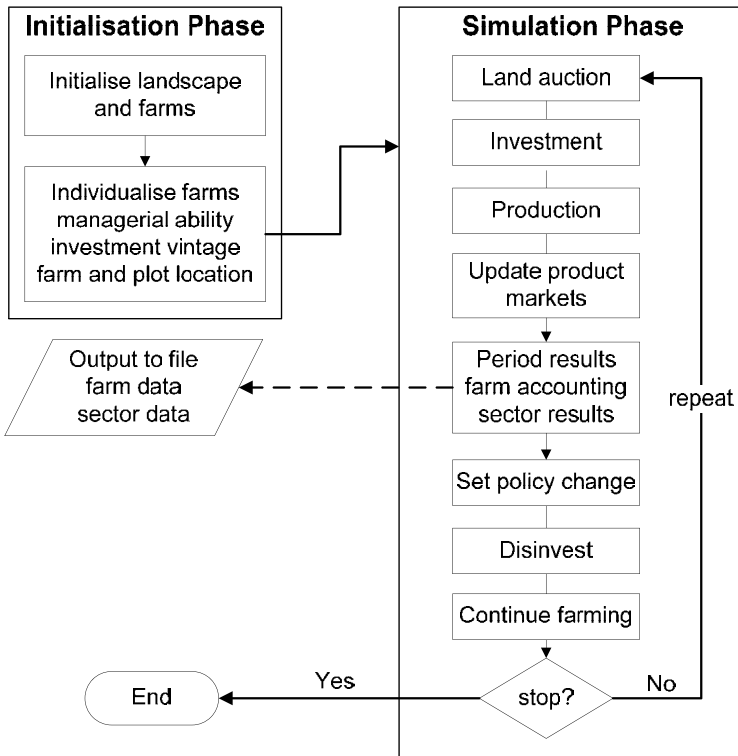 Initialisation Phase
Initialise landscape
and farms
Individualise farms
managerial ability
investment vintage
farm and plot location
Output to file
farm data
sector data
Simulation Phase
Land auction
Investment
Production
Update product
markets
Period results
farm accounting
sector results
repeat
Set policy change
Disinvest
Continue farming
stop?
No
Yes
End